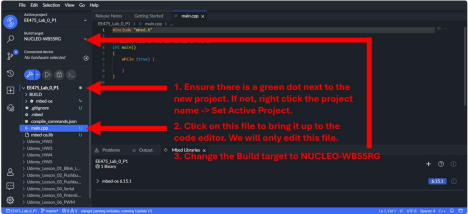 File Edit Selection View Go Help
Active project
EE475_Lab_0_P1
Build target
NUCLEO-WB55RG
Connected device
No hardware selected
EE475_Lab_0_P1
> BUILD
> mbed-os
.gitignore
.mbed
compile_commands.json
main.cpp
mbed-os.lib
> Udemy_HW3
> Udemy_HW4
> Udemy_HW5
Release Notes Getting Started main.cpp x
EE475_Lab_0_P1 > main.cpp > ...
1 #include "mbed.h"
int main()
{
while (true) {
}
}
1. Ensure there is a green dot next to the
new project. If not, right click the project
name -> Set Active Project.
2. Click on this file to bring it up to the
code editor. We will only edit this file.
3. Change the Build target to NUCLEO-WB55RG
Problems Output Mbed Libraries x
EE475_Lab_0_P1
1 library
> mbed-os 6.15.1
6.15.1